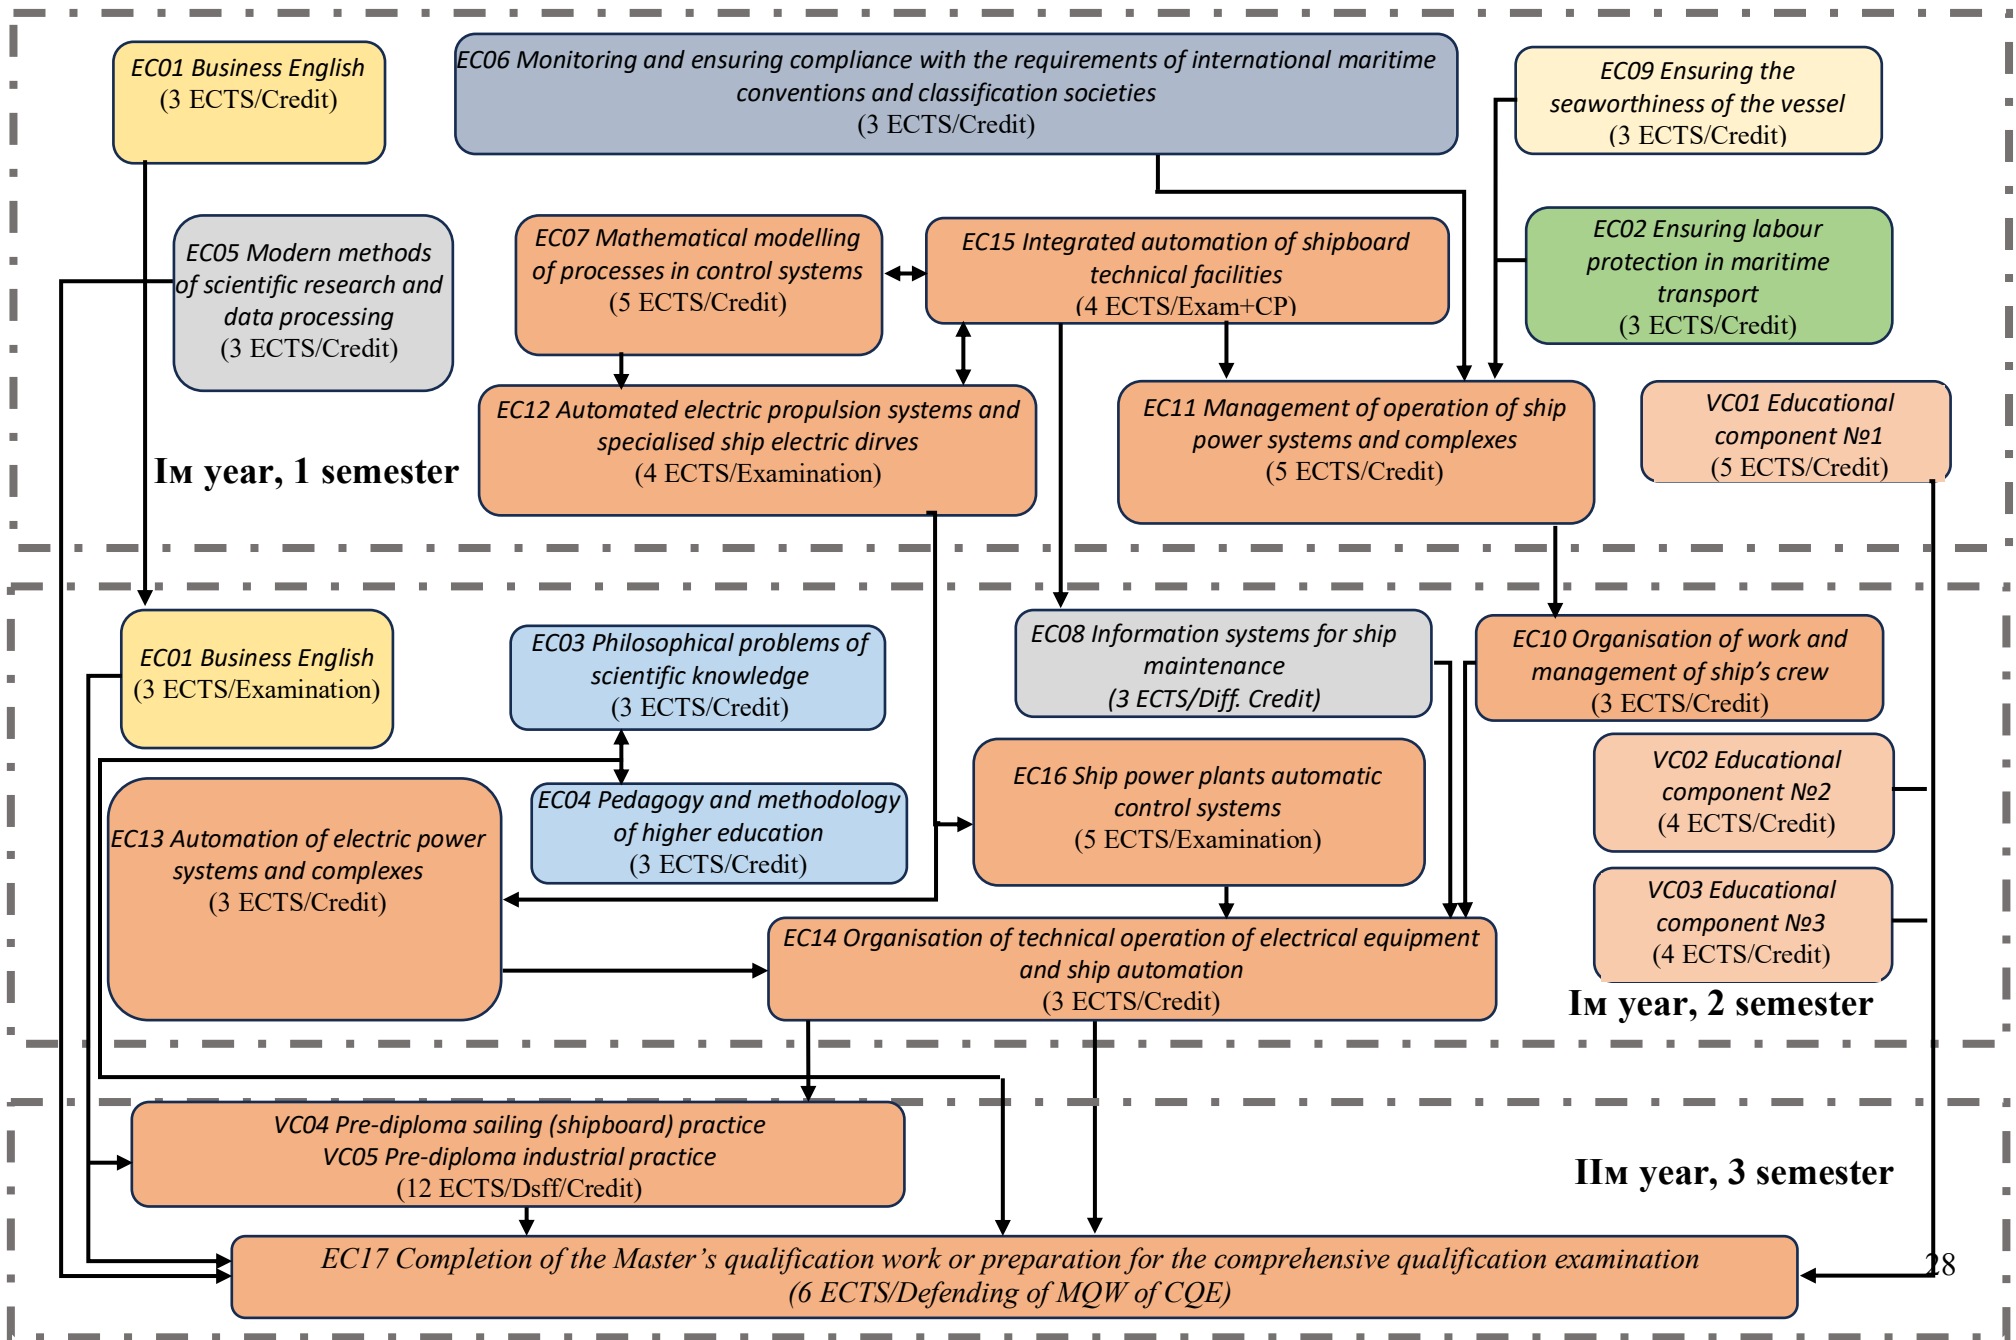 EC01 Business English
(3 ECTS/Credit)
EC06 Monitoring and ensuring compliance with the requirements of international maritime
conventions and classification societies
(3 ECTS/Credit)
EC09 Ensuring the
seaworthiness of the vessel
(3 ECTS/Credit)
EC05 Modern methods
of scientific research and
data processing
(3 ECTS/Credit)
EC07 Mathematical modelling
of processes in control systems
(5 ECTS/Credit)
EC15 Integrated automation of shipboard
technical facilities
(4 ECTS/Exam+CP)
EC02 Ensuring labour
protection in maritime
transport
(3 ECTS/Credit)
EC12 Automated electric propulsion systems and
specialised ship electric dirves
(4 ECTS/Examination)
EC11 Management of operation of ship
power systems and complexes
(5 ECTS/Credit)
VC01 Educational
component №1
(5 ECTS/Credit)
Iм year, 1 semester
EC01 Business English
(3 ECTS/Examination)
EC03 Philosophical problems of
scientific knowledge
(3 ECTS/Credit)
EC08 Information systems for ship
maintenance
(3 ECTS/Diff. Credit)
EC10 Organisation of work and
management of ship's crew
(3 ECTS/Credit)
EC13 Automation of electric power
systems and complexes
(3 ECTS/Credit)
EC04 Pedagogy and methodology
of higher education
(3 ECTS/Credit)
EC16 Ship power plants automatic
control systems
(5 ECTS/Examination)
VC02 Educational
component №2
(4 ECTS/Credit)
VC03 Educational
component №3
(4 ECTS/Credit)
EC14 Organisation of technical operation of electrical equipment
and ship automation
(3 ECTS/Credit)
Iм year, 2 semester
VC04 Pre-diploma sailing (shipboard) practice
VC05 Pre-diploma industrial practice
(12 ECTS/Dsff/Credit)
IIм year, 3 semester
EC17 Completion of the Master's qualification work or preparation for the comprehensive qualification examination
(6 ECTS/Defending of MQW of CQE)
28